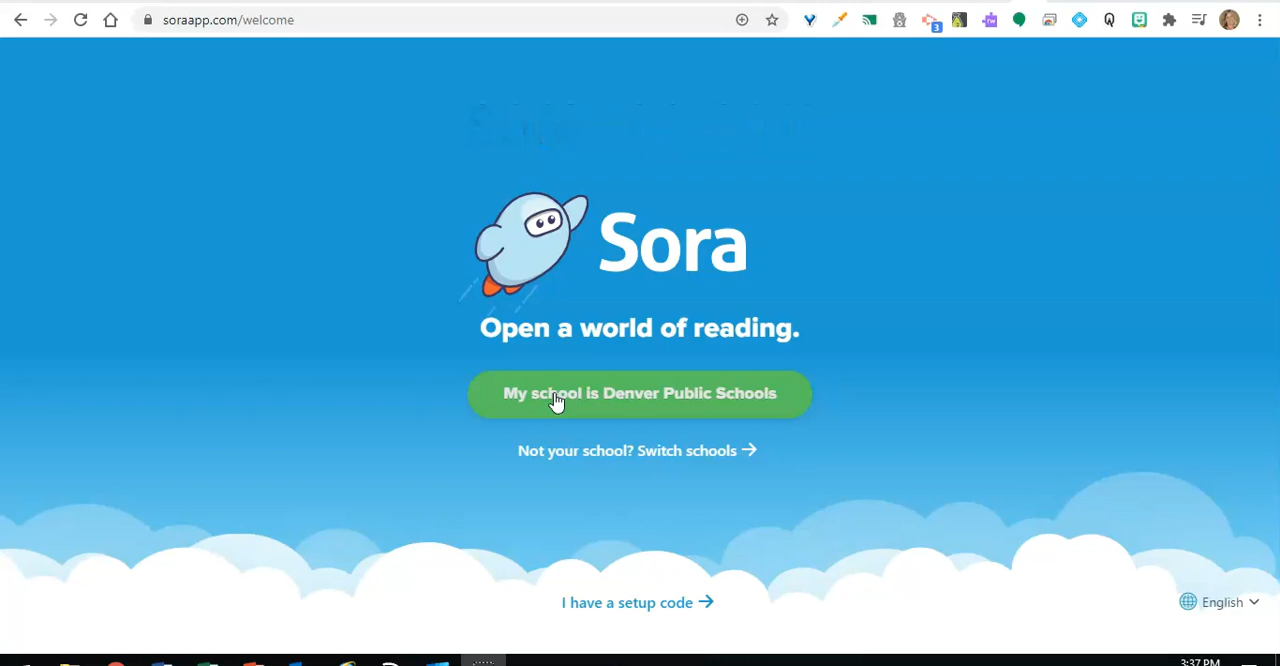 soraapp.com/welcome
3
Sora
Open a world of reading.
My school is Denver Public Schools
Not your school? Switch schools →
I have a setup code →
English
3:37 PM